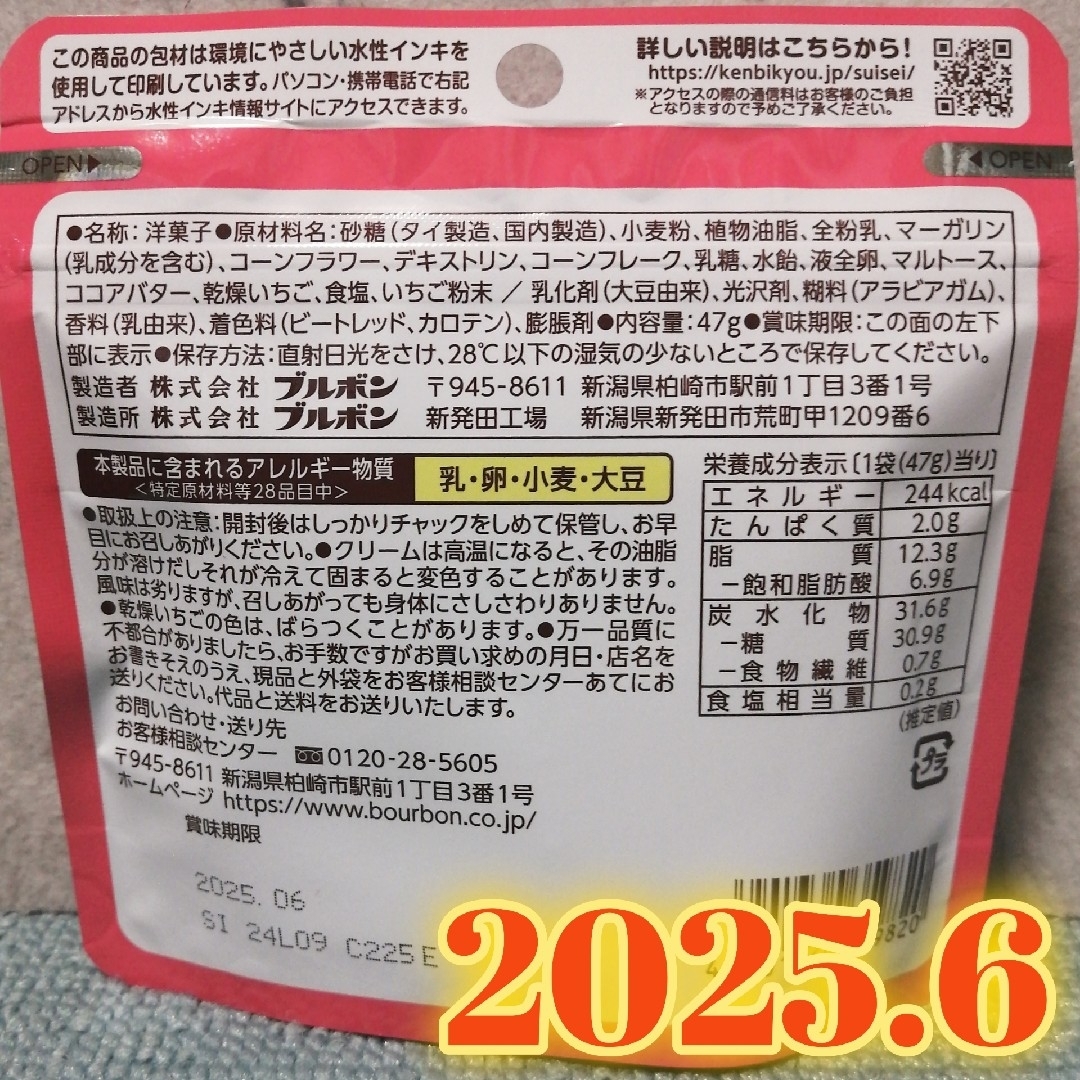 この商品の包材は環境にやさしい水性インキを
使用して印刷しています。パソコン・携帯電話で右記
アドレスから水性インキ情報サイトにアクセスできます。
詳しい説明はこちらから!
https://kenbikyou.jp/suisei/
※アクセスの際の通信料はお客様のご負担
となりますので予めご了承ください。
OPEN▶
◀OPEN
●名称:洋菓子●原材料名:砂糖(タイ製造、国内製造)、小麦粉、植物油脂、全粉乳、マーガリン
(乳成分を含む)、コーンフラワー、デキストリン、コーンフレーク、乳糖、水飴、液全卵、マルトース、
ココアバター、乾燥いちご、食塩、いちご粉末 / 乳化剤(大豆由来)、光沢剤、糊料(アラビアガム)、
香料(乳由来)、着色料(ビートレッド、カロテン)、膨脹剤●内容量:47g●賞味期限:この面の左下
部に表示●保存方法:直射日光をさけ、28℃以下の湿気の少ないところで保存してください。
製造者 株式会社 ブルボン 〒945-8611 新潟県柏崎市駅前1丁目3番1号
製造所 株式会社 ブルボン 新発田工場 新潟県新発田市荒町甲1209番6
本製品に含まれるアレルギー物質
<特定原材料等28品目中>
乳・卵・小麦・大豆
●取扱上の注意:開封後はしっかりチャックをしめて保管し、お早
目にお召しあがりください。●クリームは高温になると、その油脂
分が溶けだしそれが冷えて固まると変色することがあります。
風味は劣りますが、召しあがっても身体にさしさわりありません。
●乾燥いちごの色は、ばらつくことがあります。●万一品質に
不都合がありましたら、お手数ですがお買い求めの月日・店名を
お書きそえのうえ、現品と外袋をお客様相談センターあてにお
送りください。代品と送料をお送りいたします。
お問い合わせ・送り先
お客様相談センター 0120-28-5605
〒945-8611 新潟県柏崎市駅前1丁目3番1号
ホームページ https://www.bourbon.co.jp/
賞味期限
2025.06
SI 24L09 C225E
栄養成分表示〔1袋(47g)当り〕
エネルギー 244kcal
たんぱく質 2.0g
脂質 12.3g
−飽和脂肪酸 6.9g
炭水化物 31.6g
−糖質 30.9g
−食物繊維 0.7g
食塩相当量 0.2g
(推定値)
プラ
9820
2025.6